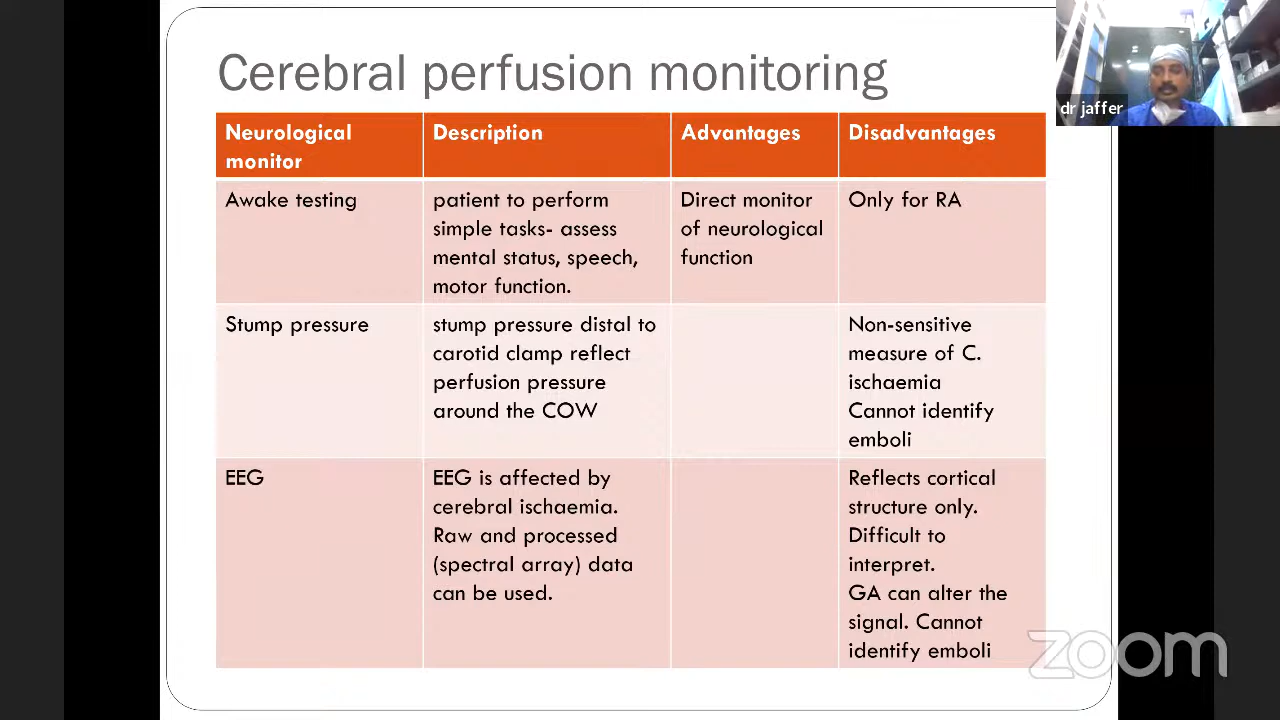 Cerebral perfusion monitoring
dr jaffer
Neurological
monitor
Description
Advantages
Disadvantages
Awake testing
patient to perform
simple tasks- assess
mental status, speech,
motor function.
Direct monitor
of neurological
function
Only for RA
Stump pressure
stump pressure distal to
carotid clamp reflect
perfusion pressure
around the COW
Non-sensitive
measure of C.
ischaemia
Cannot identify
emboli
EEG
EEG is affected by
cerebral ischaemia.
Raw and processed
(spectral array) data
can be used.
Reflects cortical
structure only.
Difficult to
interpret.
GA can alter the
signal. Cannot
identify emboli
zoom